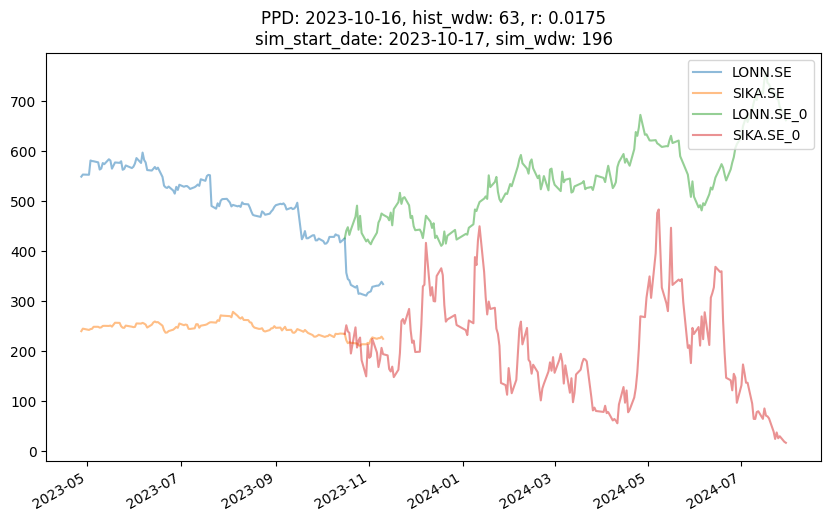 PPD: 2023-10-16, hist_wdw: 63, r: 0.0175
sim_start_date: 2023-10-17, sim_wdw: 196
LONN.SE
SIKA.SE
LONN.SE_0
SIKA.SE_0
700
600
500
400
300
200
100
0
2023-05
2023-07
2023-09
2023-11
2024-01
2024-03
2024-05
2024-07